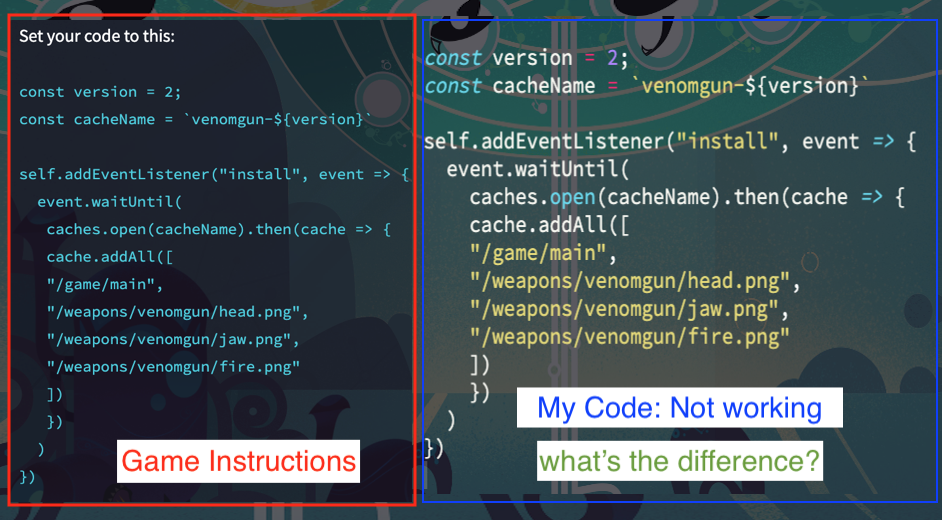 Set your code to this:
const version = 2;
const cacheName = `venomgun-${version}`
self.addEventListener("install", event => {
event.waitUntil(
caches.open(cacheName).then(cache => {
cache.addAll([
"/game/main",
"/weapons/venomgun/head.png",
"/weapons/venomgun/jaw.png",
"/weapons/venomgun/fire.png"
])
})
)
})
Game Instructions
const version = 2;
const cacheName = `venomgun-${version}`
self.addEventListener("install", event => {
event.waitUntil(
caches.open(cacheName).then(cache => {
cache.addAll([
"/game/main",
"/weapons/venomgun/head.png",
"/weapons/venomgun/jaw.png",
"/weapons/venomgun/fire.png"
])
})
)
})
My Code: Not working
what's the difference?